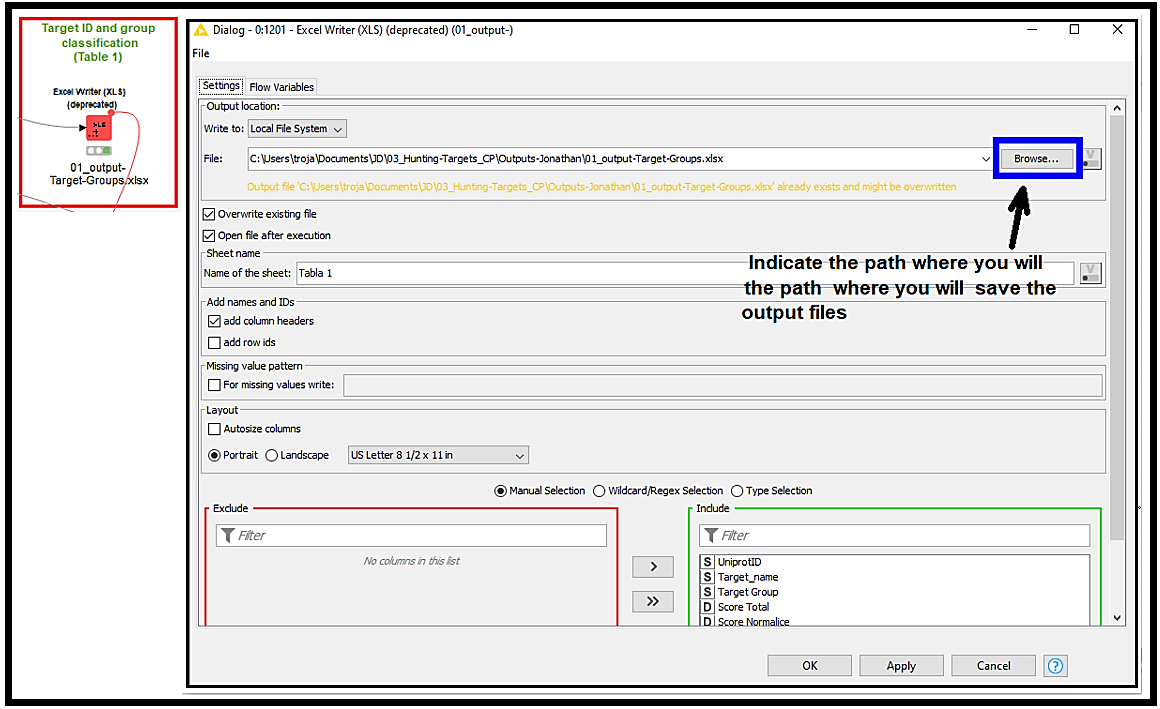 Target ID and group
classification
(Table 1)
Excel Writer (XLS)
(deprecated)
XLS
01_output-
Target-Groups.xlsx
Dialog - 0:1201 - Excel Writer (XLS) (deprecated) (01_output-)
File
Settings
Flow Variables
Output location:
Write to: Local File System
File: C:\Users\troja\Documents\JD\03_Hunting-Targets_CP\Outputs-Jonathan\01_output-Target-Groups.xlsx
Browse...
V
Output file 'C:\Users\troja\Documents\JD\03_Hunting-Targets_CP\Outputs-Jonathan\01_output-Target-Groups.xlsx' already exists and might be overwritten
Overwrite existing file
Open file after execution
Sheet name
Name of the sheet: Tabla 1
V
Indicate the path where you will
the path where you will save the
output files
Add names and IDs
add column headers
add row ids
Missing value pattern
For missing values write:
Layout
Autosize columns
Portrait Landscape US Letter 8 1/2 x 11 in
Manual Selection Wildcard/Regex Selection Type Selection
Exclude
Filter
No columns in this list
>
>>
Include
Filter
S UniprotID
S Target_name
S Target Group
D Score Total
D Score Normalice
OK Apply Cancel ?